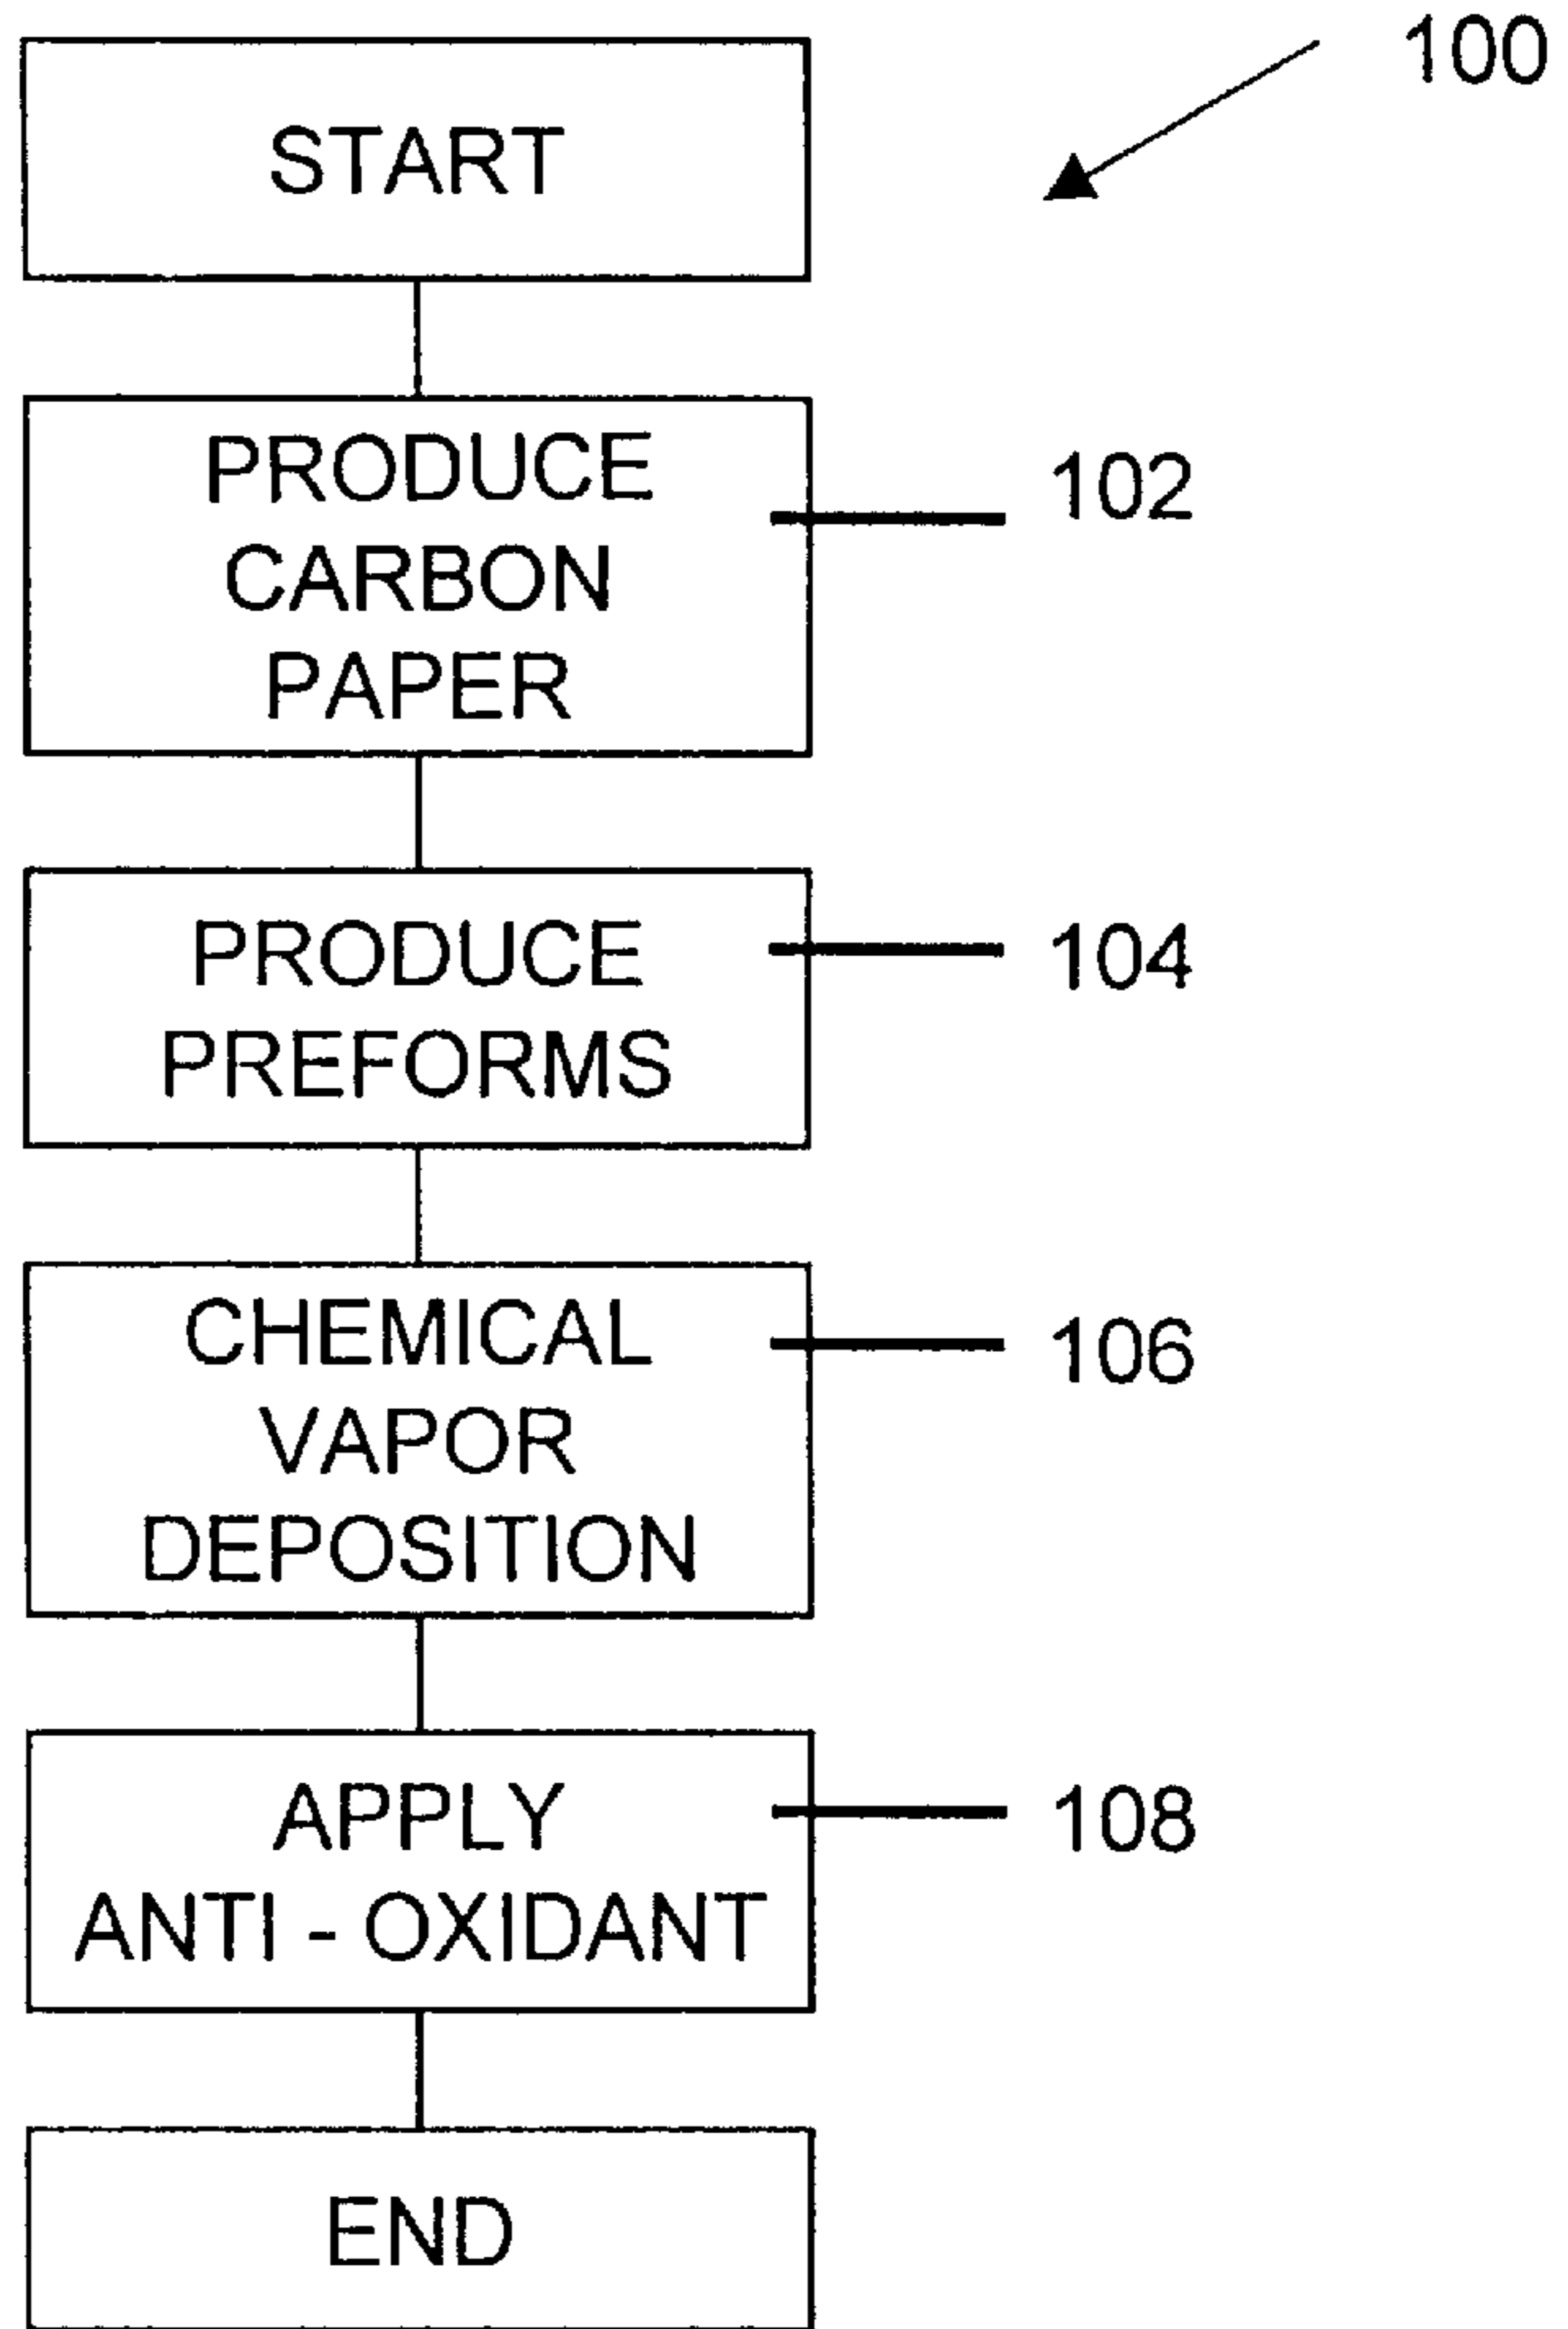 100
START
PRODUCE
CARBON
PAPER
102
PRODUCE
PREFORMS
104
CHEMICAL
VAPOR
DEPOSITION
106
APPLY
ANTI - OXIDANT
108
END